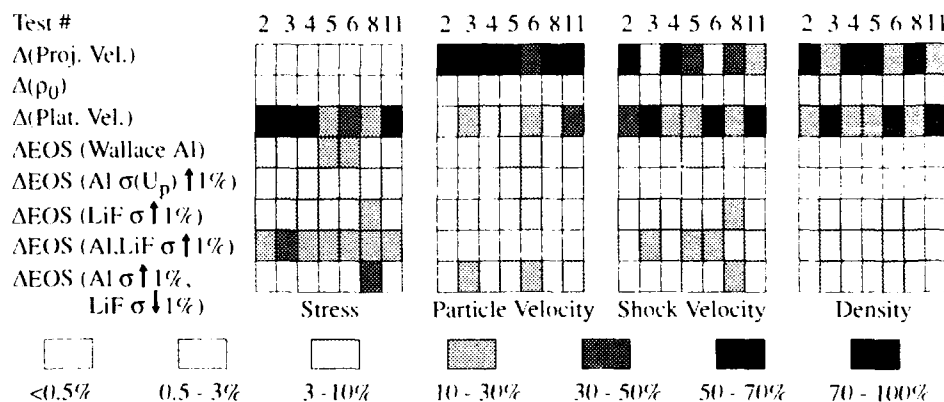 Test # 2 3 4 5 6 8 11 2 3 4 5 6 8 11 2 3 4 5 6 8 11 2 3 4 5 6 8 11
Δ(Proj. Vel.)
Δ(ρ0)
Δ(Plat. Vel.)
ΔEOS (Wallace Al)
ΔEOS (Al σ(Up) ↑1%)
ΔEOS (LiF σ↑1%)
ΔEOS (Al,LiF σ↑1%)
ΔEOS (Al σ↑1%,
LiF σ↓1%)
Stress Particle Velocity Shock Velocity Density
<0.5% 0.5 - 3% 3-10% 10 - 30% 30 - 50% 50 - 70% 70 - 100%